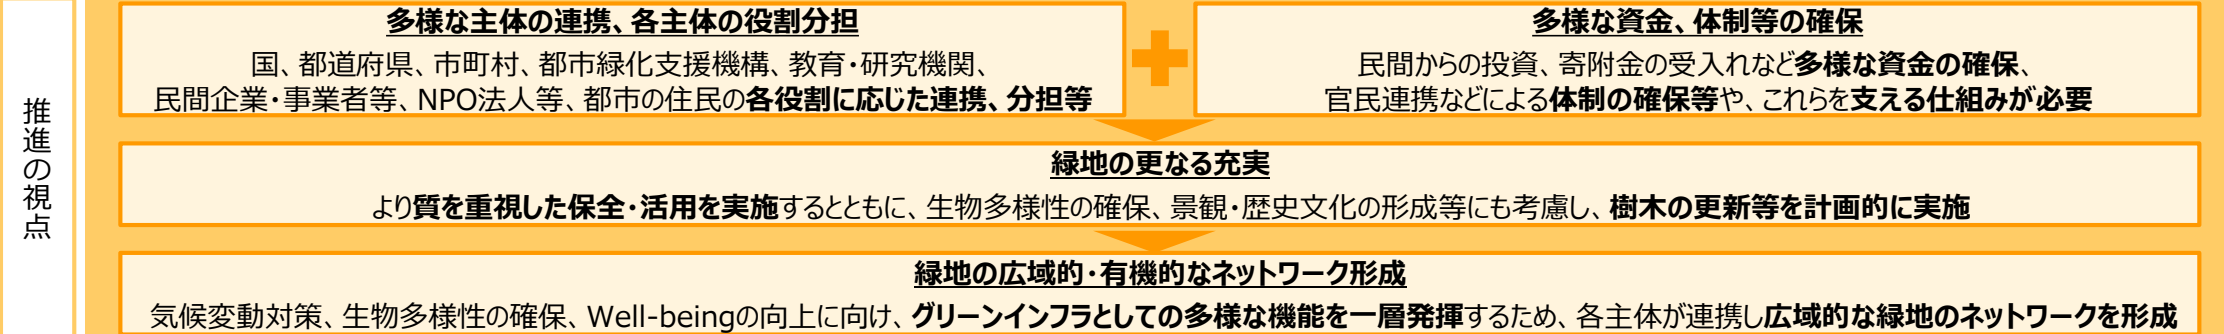 推進の視点
多様な主体の連携、各主体の役割分担
国、都道府県、市町村、都市緑化支援機構、教育・研究機関、
民間企業・事業者等、NPO法人等、都市の住民の各役割に応じた連携、分担等
多様な資金、体制等の確保
民間からの投資、寄附金の受入れなど多様な資金の確保、
官民連携などによる体制の確保等や、これらを支える仕組みが必要
緑地の更なる充実
より質を重視した保全・活用を実施するとともに、生物多様性の確保、景観・歴史文化の形成等にも考慮し、樹木の更新等を計画的に実施
緑地の広域的・有機的なネットワーク形成
気候変動対策、生物多様性の確保、Well-beingの向上に向け、グリーンインフラとしての多様な機能を一層発揮するため、各主体が連携し広域的な緑地のネットワークを形成